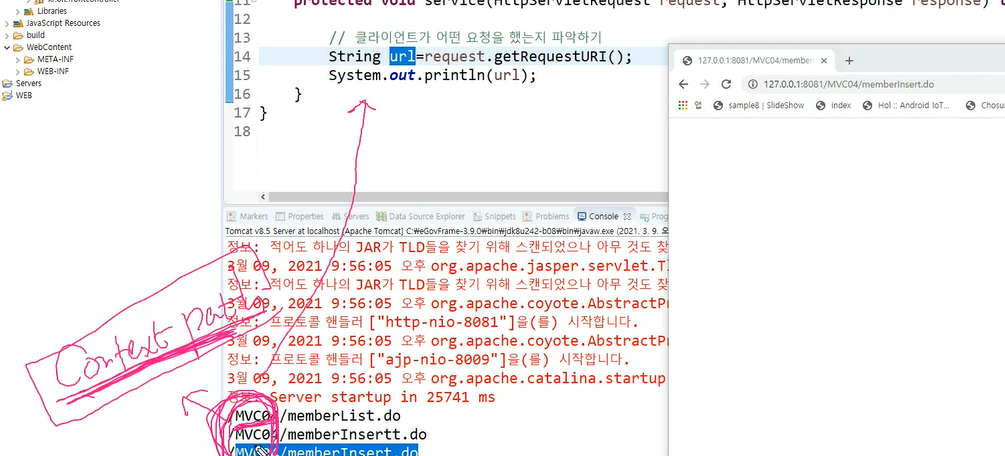 Libraries
JavaScript Resources
build
WebContent
META-INF
WEB-INF
Servers
WEB
11 protected void service(HttpServletRequest request, HttpServletResponse response)
12
13 // 클라이언트가 어떤 요청을 했는지 파악하기
14 String url=request.getRequestURI();
15 System.out.println(url);
16 }
17 }
18
127.0.0.1:8081/MVC04/member
127.0.0.1:8081/MVC04/memberInsert.do
sample8 | SlideShow
index
Hol :: Android IoT...
Chosu
Markers Properties Servers Data Source Explorer Snippets Problems Console Prog
Tomcat v8.5 Server at localhost [Apache Tomcat] C:\eGovFrame-3.9.0\bin\jdk8u242-b08\bin\javaw.exe (2021. 3. 9. 오
정보: 적어도 하나의 JAR가 TLD들을 찾기 위해 스캔되었으나 아무 것도 찾
3월 09, 2021 9:56:05 오후 org.apache.jasper.servlet.Tl
정보: 적어도 하나의 JAR가 TLD들을 찾기 위해 스캔되었으나 아무 것도 찾
3월 09, 2021 9:56:05 오후 org.apache.coyote.AbstractPr
정보: 프로토콜 핸들러 ["http-nio-8081"]을(를) 시작합니다.
3월 09, 2021 9:56:05 오후 org.apache.coyote.AbstractPro
정보: 프로토콜 핸들러 ["ajp-nio-8009"]을(를) 시작합니다.
3월 09, 2021 9:56:05 오후 org.apache.catalina.startup
정보: Server startup in 25741 ms
Context path
/MVC04/memberList.do
/MVC04/memberInsertt.do
/MVC04/memberInsert.do